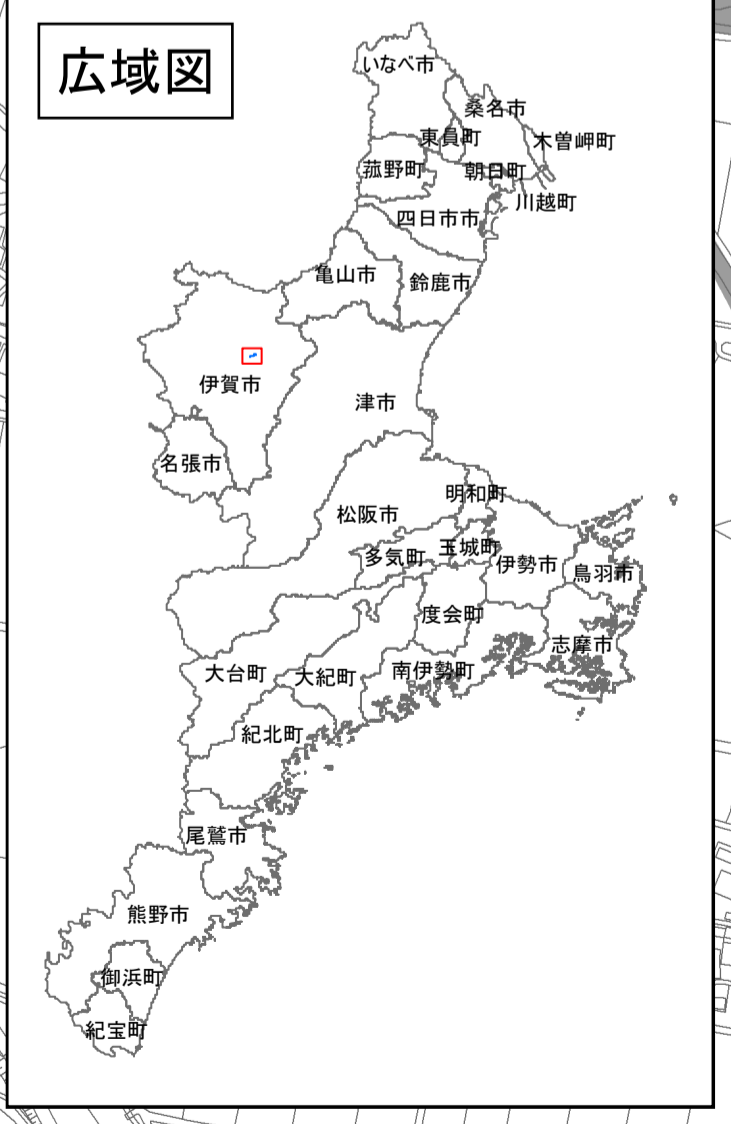 広域図
いなべ市
桑名市
東員町
木曽岬町
菰野町
朝日町
川越町
四日市市
亀山市
鈴鹿市
伊賀市
津市
名張市
明和町
松阪市
玉城町
多気町
伊勢市
鳥羽市
度会町
志摩市
大台町
大紀町
南伊勢町
紀北町
尾鷲市
熊野市
御浜町
紀宝町